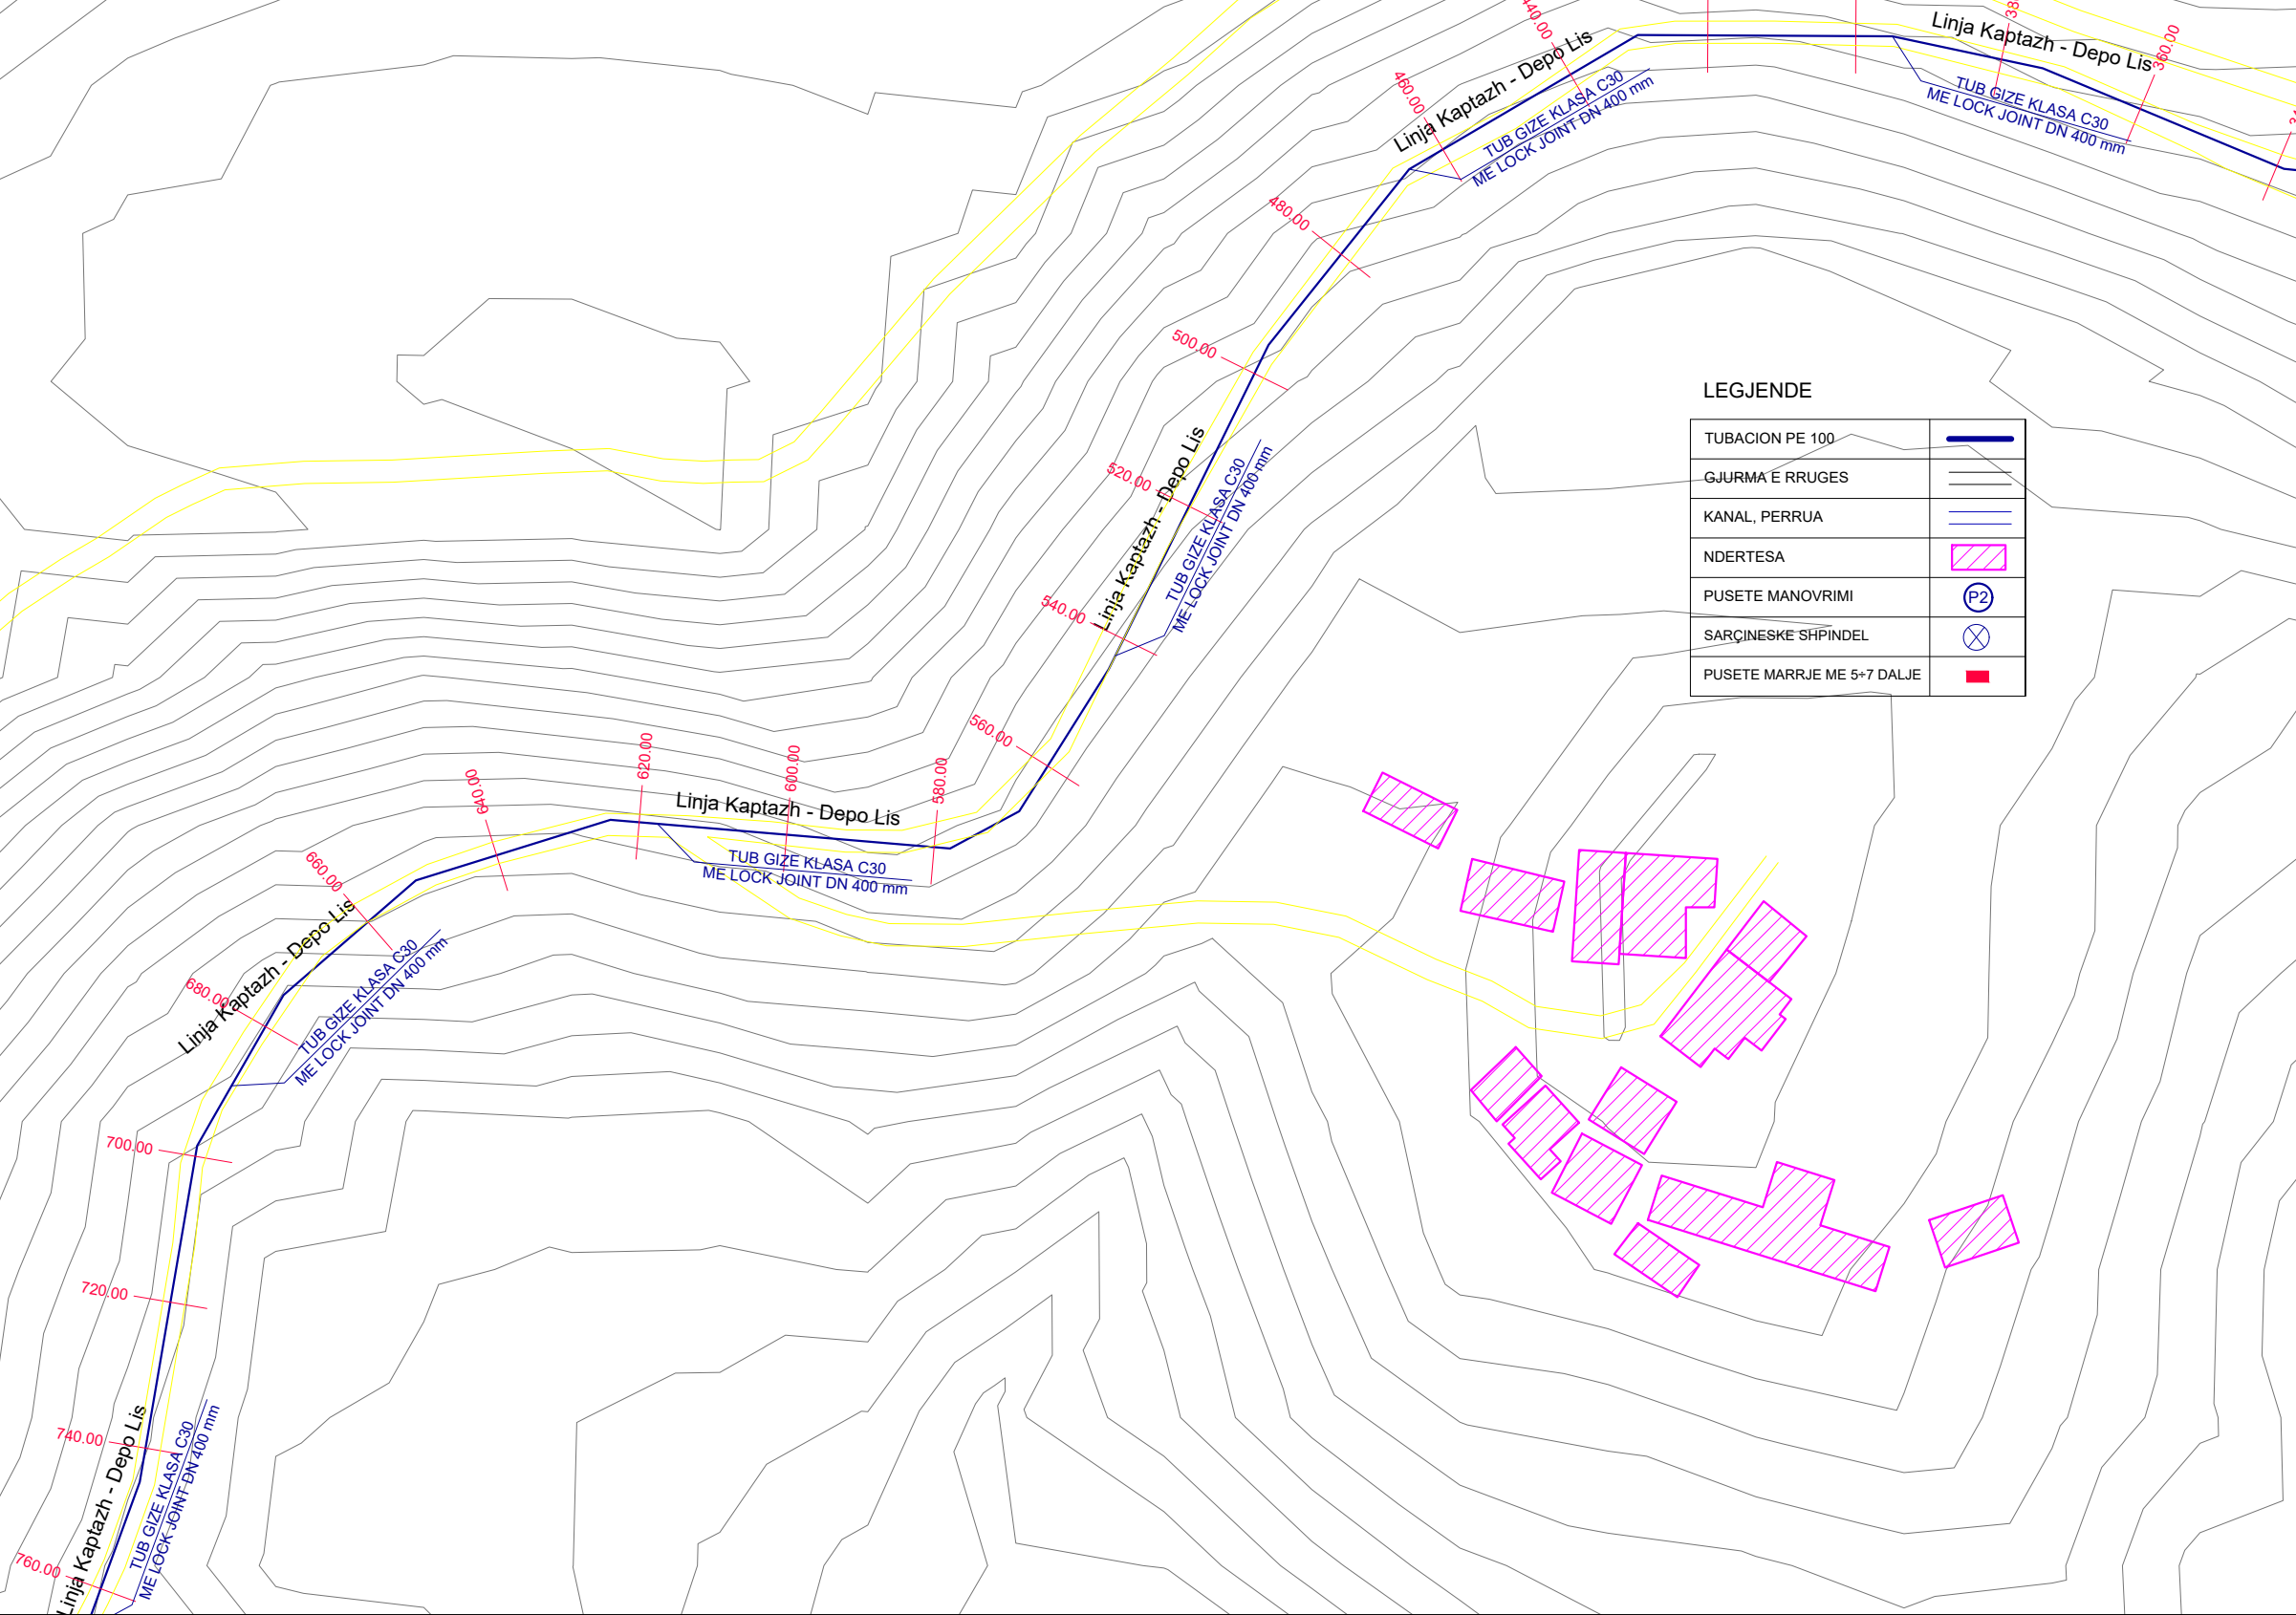 Linja Kaptazh - Depo Lis
360.00
TUB GIZE KLASA C30
ME LOCK JOINT DN 400 mm
440.00
Linja Kaptazh - Depo Lis
460.00
TUB GIZE KLASA C30
ME LOCK JOINT DN 400 mm
480.00
500.00
Linja Kaptazh - Depo Lis
520.00
TUB GIZE KLASA C30
ME LOCK JOINT DN 400 mm
540.00
560.00
LEGJENDE
TUBACION PE 100
GJURMA E RRUGES
KANAL, PERRUA
NDERTESA
PUSETE MANOVRIMI
P2
SARÇINESKE SHPINDEL
PUSETE MARRJE ME 5÷7 DALJE
580.00
600.00
620.00
640.00
Linja Kaptazh - Depo Lis
TUB GIZE KLASA C30
ME LOCK JOINT DN 400 mm
660.00
Linja Kaptazh - Depo Lis
680.00
TUB GIZE KLASA C30
ME LOCK JOINT DN 400 mm
700.00
720.00
740.00
Linja Kaptazh - Depo Lis
TUB GIZE KLASA C30
ME LOCK JOINT DN 400 mm
760.00